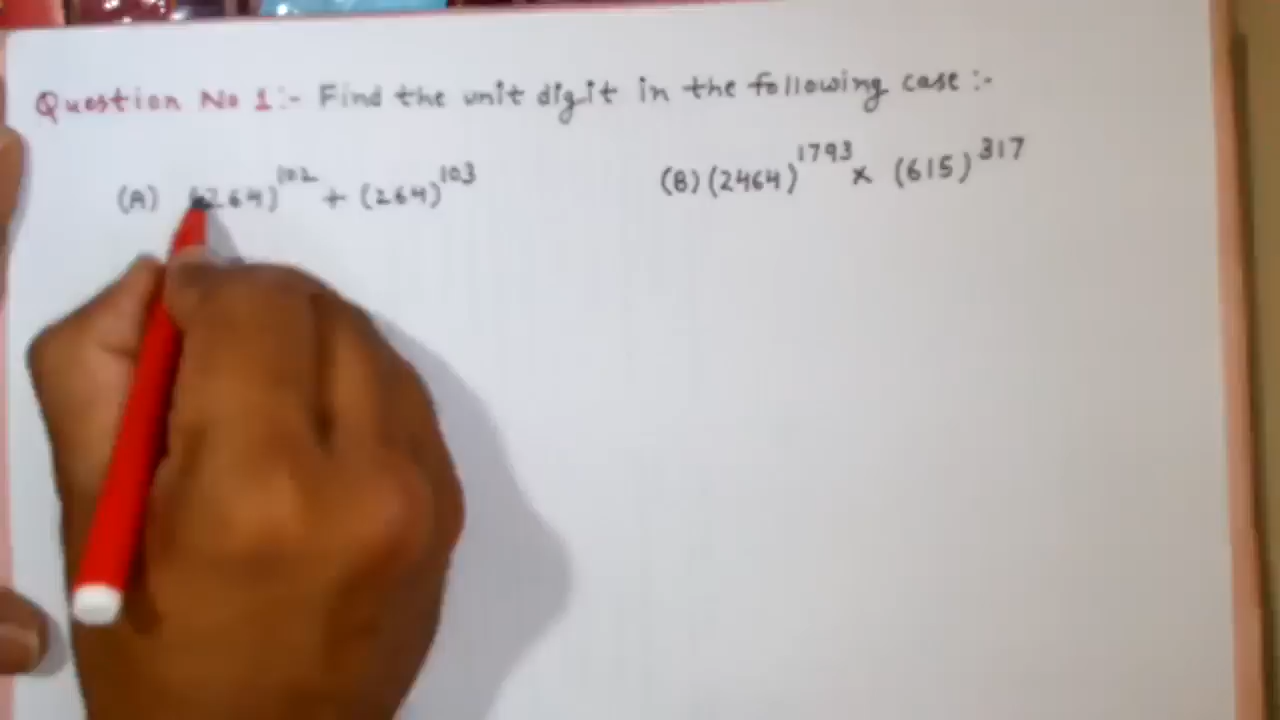 Question No 1:- Find the unit digit in the following case :-
(A) (264)^102 + (264)^103
(B) (2464)^1793 × (615)^317